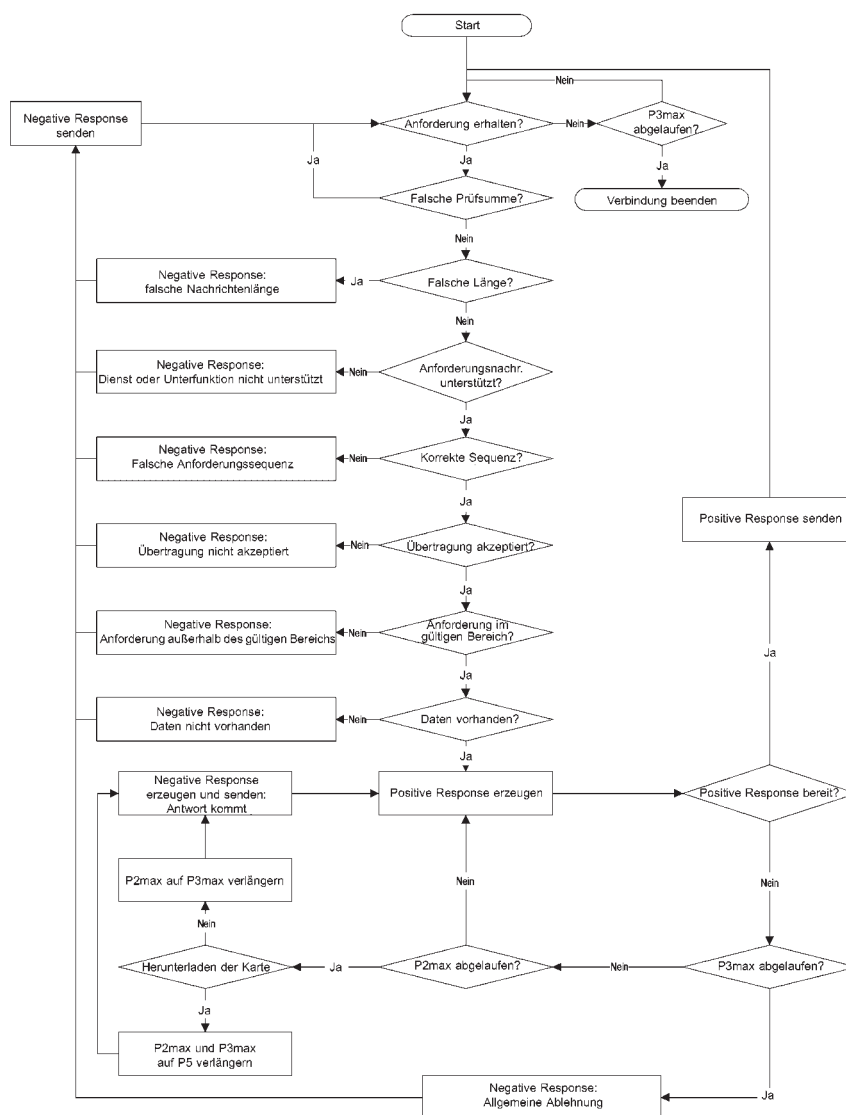 Start
Nein
Negative Response
senden
Anforderung erhalten?
Nein
P3max
abgelaufen?
Ja
Ja
Ja
Falsche Prüfsumme?
Verbindung beenden
Nein
Negative Response:
falsche Nachrichtenlänge
Ja
Falsche Länge?
Nein
Negative Response:
Dienst oder Unterfunktion nicht unterstützt
Nein
Anforderungsnachr.
unterstützt?
Ja
Negative Response:
Falsche Anforderungssequenz
Nein
Korrekte Sequenz?
Ja
Positive Response senden
Negative Response:
Übertragung nicht akzeptiert
Nein
Übertragung akzeptiert?
Ja
Negative Response:
Anforderung außerhalb des gültigen Bereichs
Nein
Anforderung im
gültigen Bereich?
Ja
Ja
Negative Response:
Daten nicht vorhanden
Nein
Daten vorhanden?
Ja
Negative Response
erzeugen und senden:
Antwort kommt
Positive Response erzeugen
Positive Response bereit?
P2max auf P3max verlängern
Nein
Nein
Nein
Herunterladen der Karte
Ja
P2max abgelaufen?
Nein
P3max abgelaufen?
Ja
P2max und P3max
auf P5 verlängern
Negative Response:
Allgemeine Ablehnung
Ja